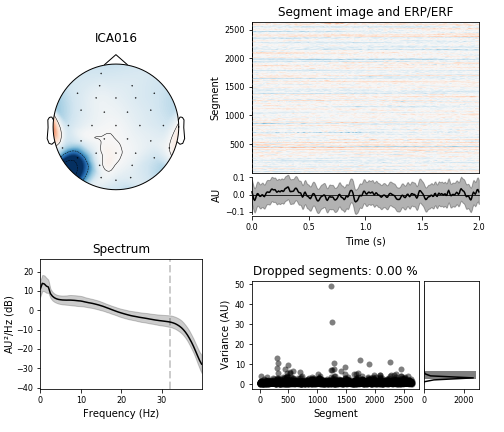 ICA016
Segment image and ERP/ERF
2500
2000
1500
1000
500
Segment
0.0 0.5 1.0 1.5 2.0
0.1
0.0
−0.1
AU
Time (s)
Spectrum
20
10
0
−10
−20
−30
−40
AU²/Hz (dB)
0 10 20 30
Frequency (Hz)
Dropped segments: 0.00 %
50
40
30
20
10
0
Variance (AU)
0 500 1000 1500 2000 2500
Segment
0 2000